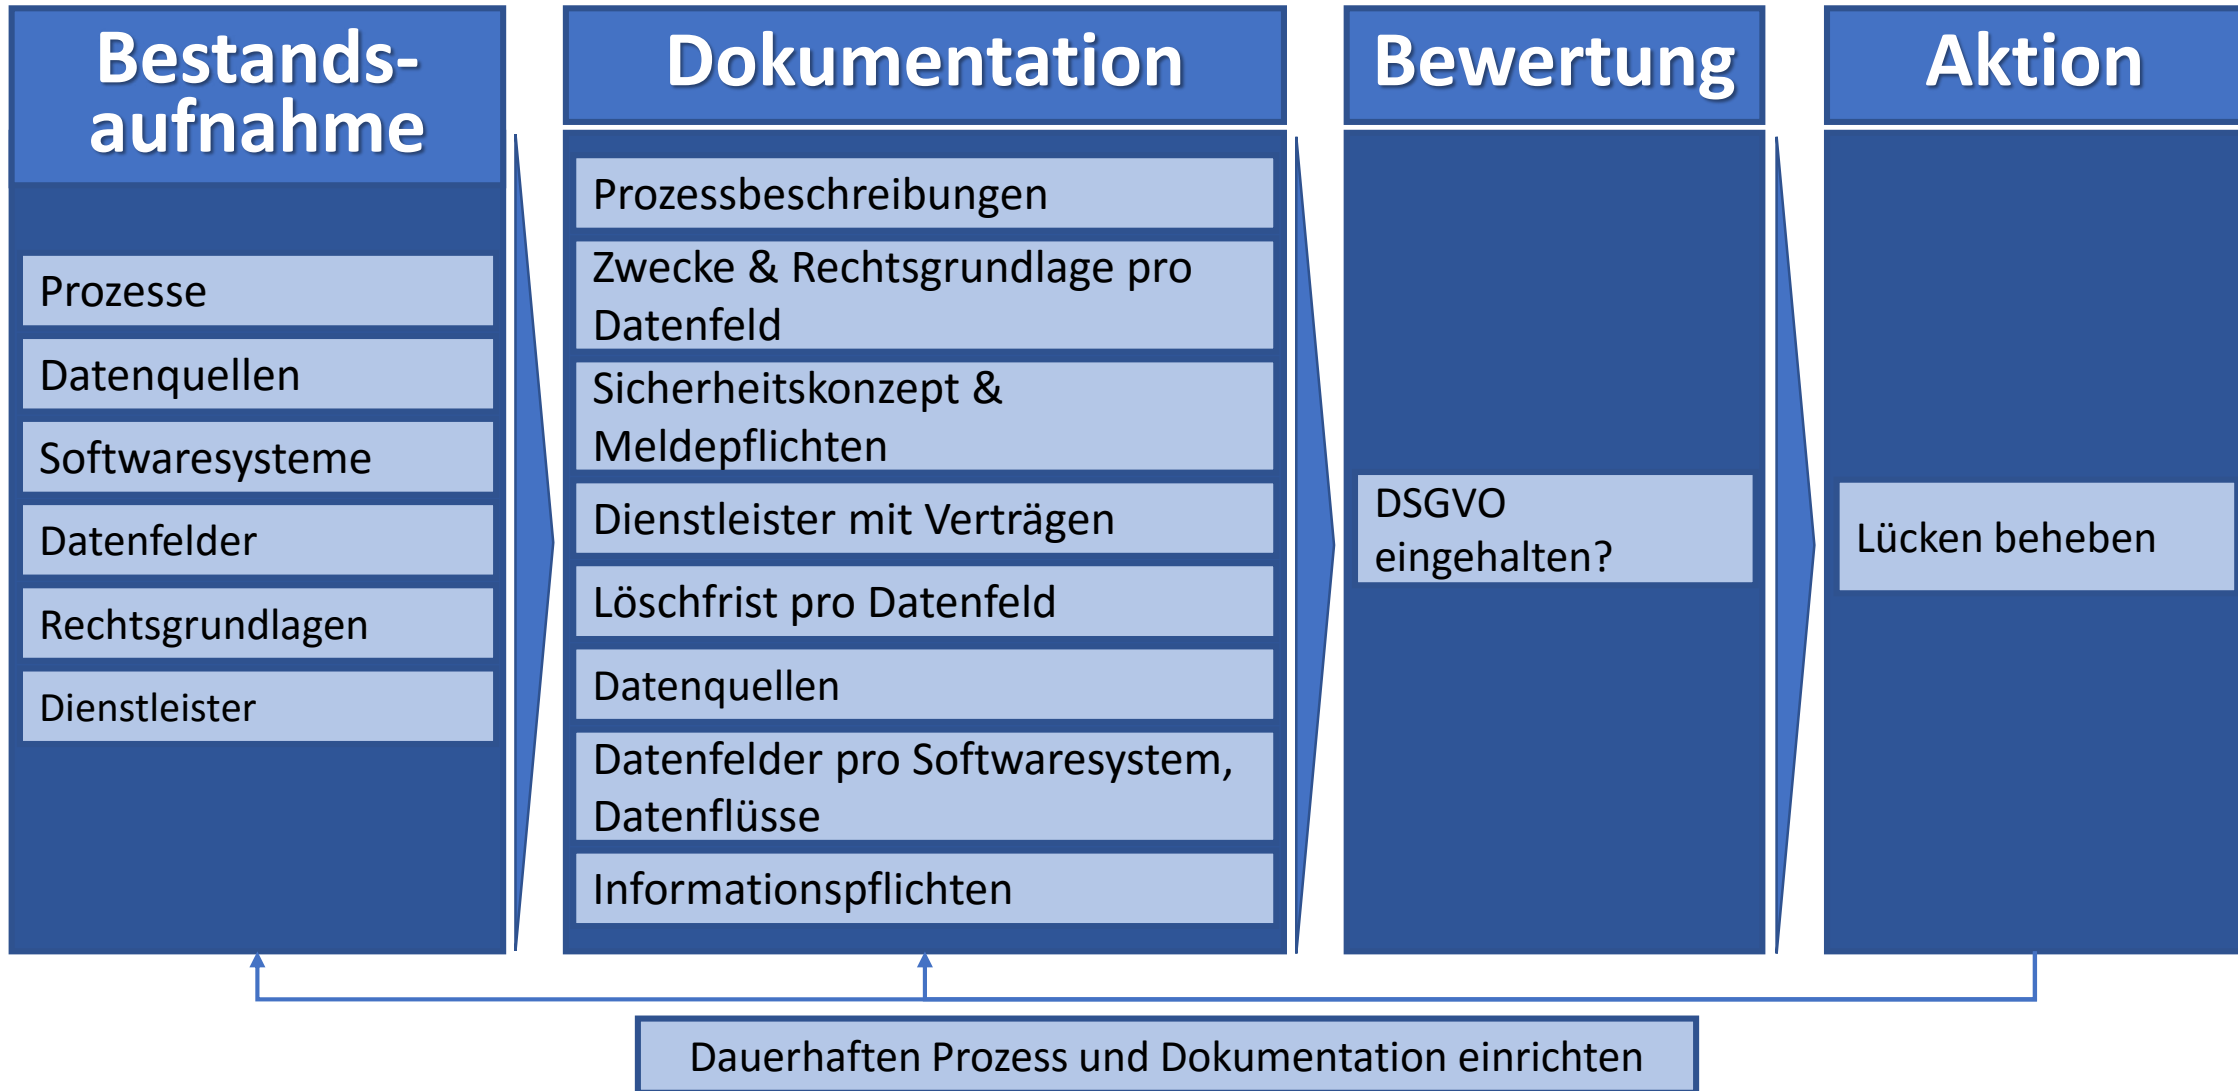 Bestands-
aufnahme
Prozesse
Datenquellen
Softwaresysteme
Datenfelder
Rechtsgrundlagen
Dienstleister
Dokumentation
Prozessbeschreibungen
Zwecke & Rechtsgrundlage pro
Datenfeld
Sicherheitskonzept &
Meldepflichten
Dienstleister mit Verträgen
Löschfrist pro Datenfeld
Datenquellen
Datenfelder pro Softwaresystem,
Datenflüsse
Informationspflichten
Bewertung
DSGVO
eingehalten?
Aktion
Lücken beheben
Dauerhaften Prozess und Dokumentation einrichten